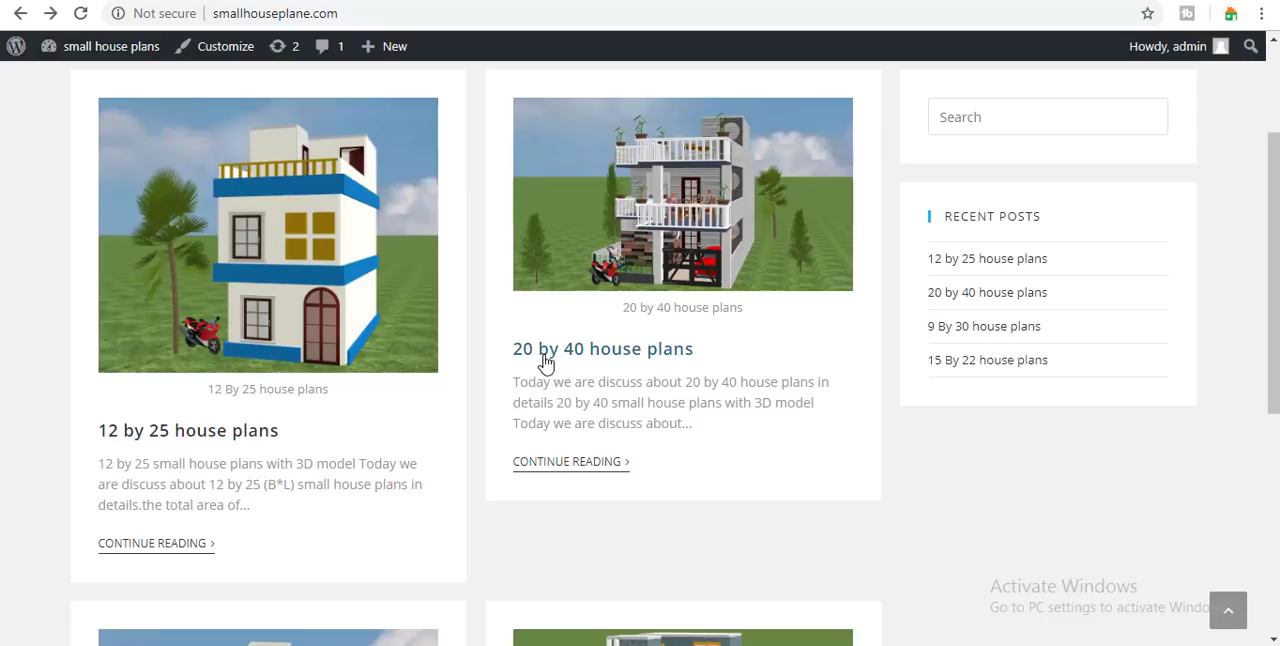 Not secure smallhouseplane.com
small house plans Customize 2 1 New Howdy, admin
12 By 25 house plans
12 by 25 house plans
12 by 25 small house plans with 3D model Today we
are discuss about 12 by 25 (B*L) small house plans in
details.the total area of...
CONTINUE READING >
20 by 40 house plans
20 by 40 house plans
Today we are discuss about 20 by 40 house plans in
details 20 by 40 small house plans with 3D model
Today we are discuss about...
CONTINUE READING >
Search
RECENT POSTS
12 by 25 house plans
20 by 40 house plans
9 By 30 house plans
15 By 22 house plans
Activate Windows
Go to PC settings to activate Windo